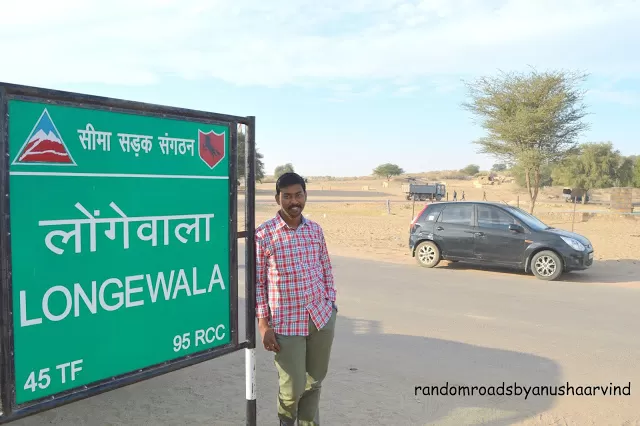 सीमा सड़क संगठन
लोंगेवाला
LONGEWALA
45 TF
95 RCC
randomroadsbyanushaarvind